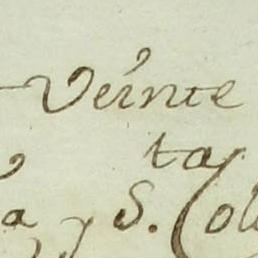 Veinte
ta
a y S. Col